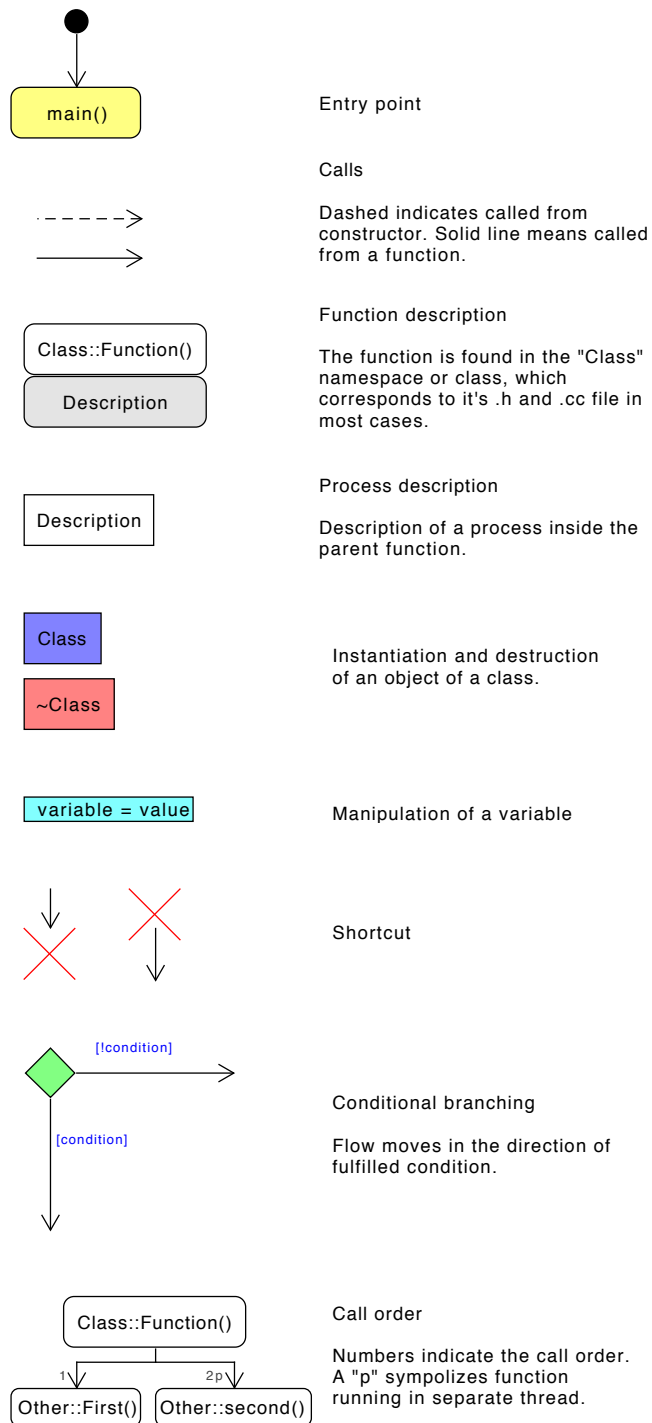 main()
Entry point
Calls
Dashed indicates called from
constructor. Solid line means called
from a function.
Function description
Class::Function()
Description
The function is found in the "Class"
namespace or class, which
corresponds to it's .h and .cc file in
most cases.
Process description
Description
Description of a process inside the
parent function.
Class
~Class
Instantiation and destruction
of an object of a class.
variable = value
Manipulation of a variable
Shortcut
[!condition]
[condition]
Conditional branching
Flow moves in the direction of
fulfilled condition.
Class::Function()
1
2p
Other::First()
Other::second()
Call order
Numbers indicate the call order.
A "p" sympolizes function
running in separate thread.